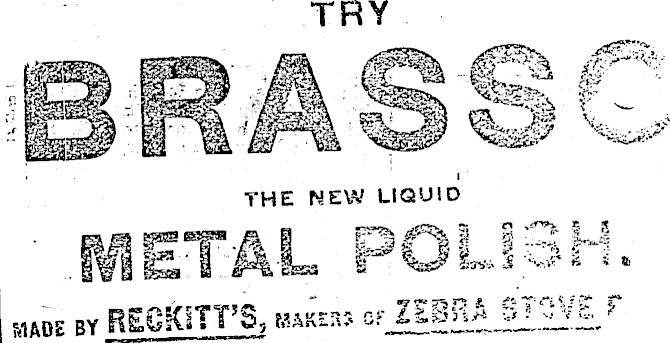 TRY
BRASSO
THE NEW LIQUID
METAL POLISH.
MADE BY RECKITT'S, MAKERS OF ZEBRA STOVE